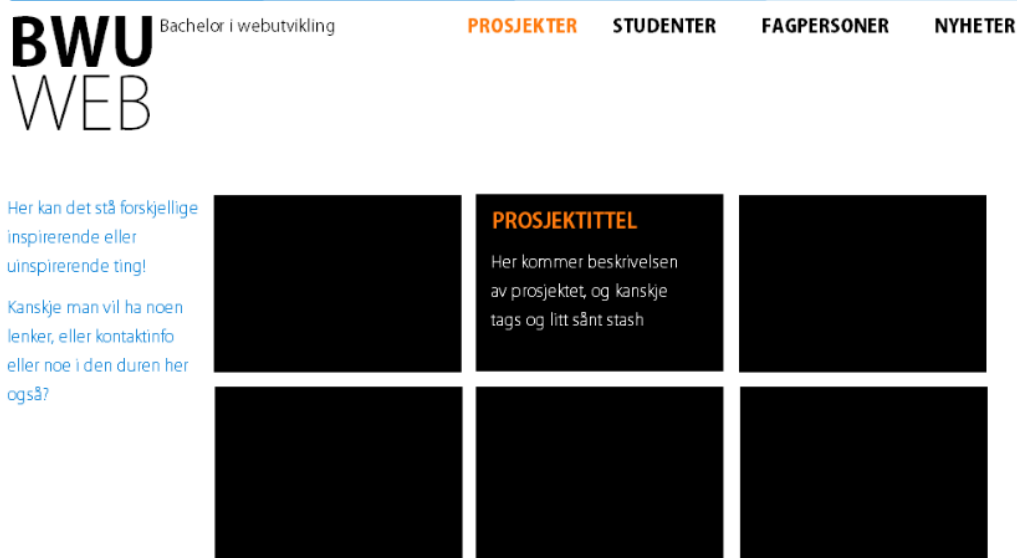 BWU
WEB
Bachelor i webutvikling
PROSJEKTER
STUDENTER
FAGPERSONER
NYHETER
Her kan det stå forskjellige
inspirerende eller
uinspirerende ting!
Kanskje man vil ha noen
lenker, eller kontaktinfo
eller noe i den duren her
også?
PROSJEKTITTEL
Her kommer beskrivelsen
av prosjektet, og kanskje
tags og litt sånt stash